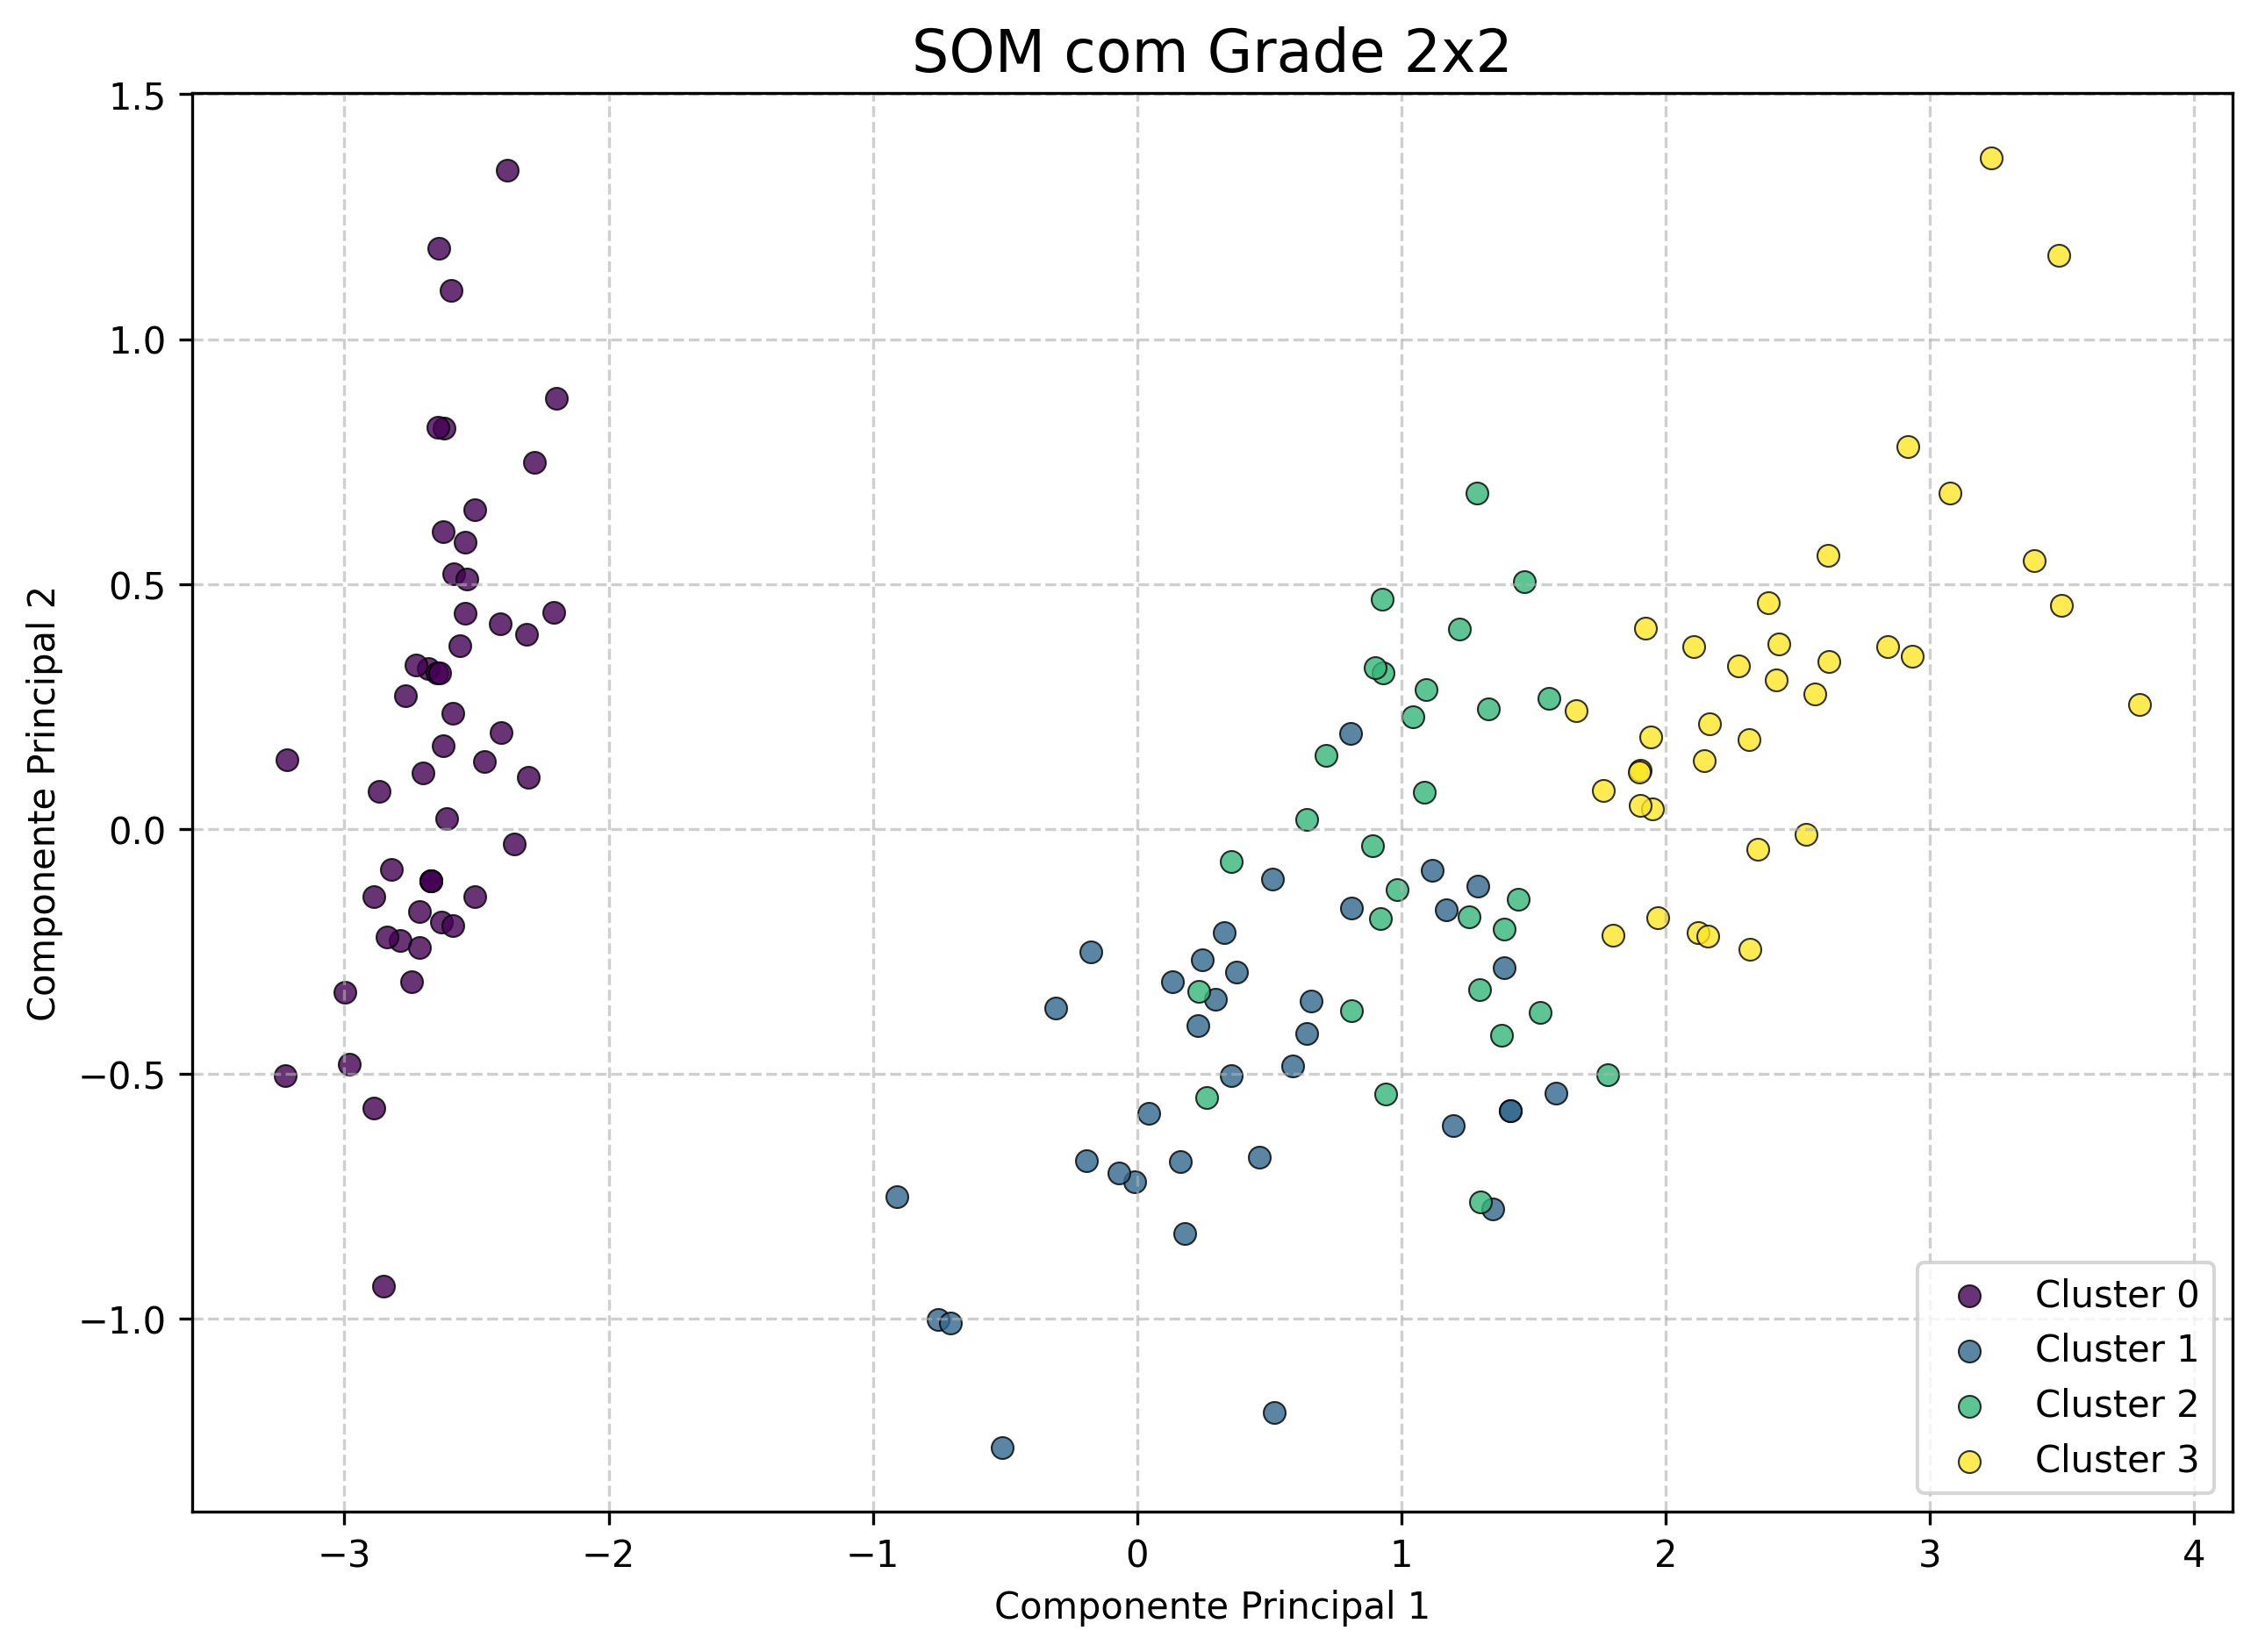 SOM com Grade 2x2
1.5
1.0
0.5
0.0
−0.5
−1.0
Componente Principal 2
Cluster 0
Cluster 1
Cluster 2
Cluster 3
−3 −2 −1 0 1 2 3 4
Componente Principal 1